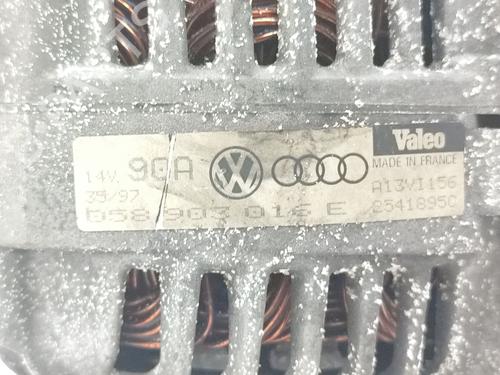 14V. 90A
Valeo
MADE IN FRANCE
35/97
A13VI156
058 903 016 E
2541895C